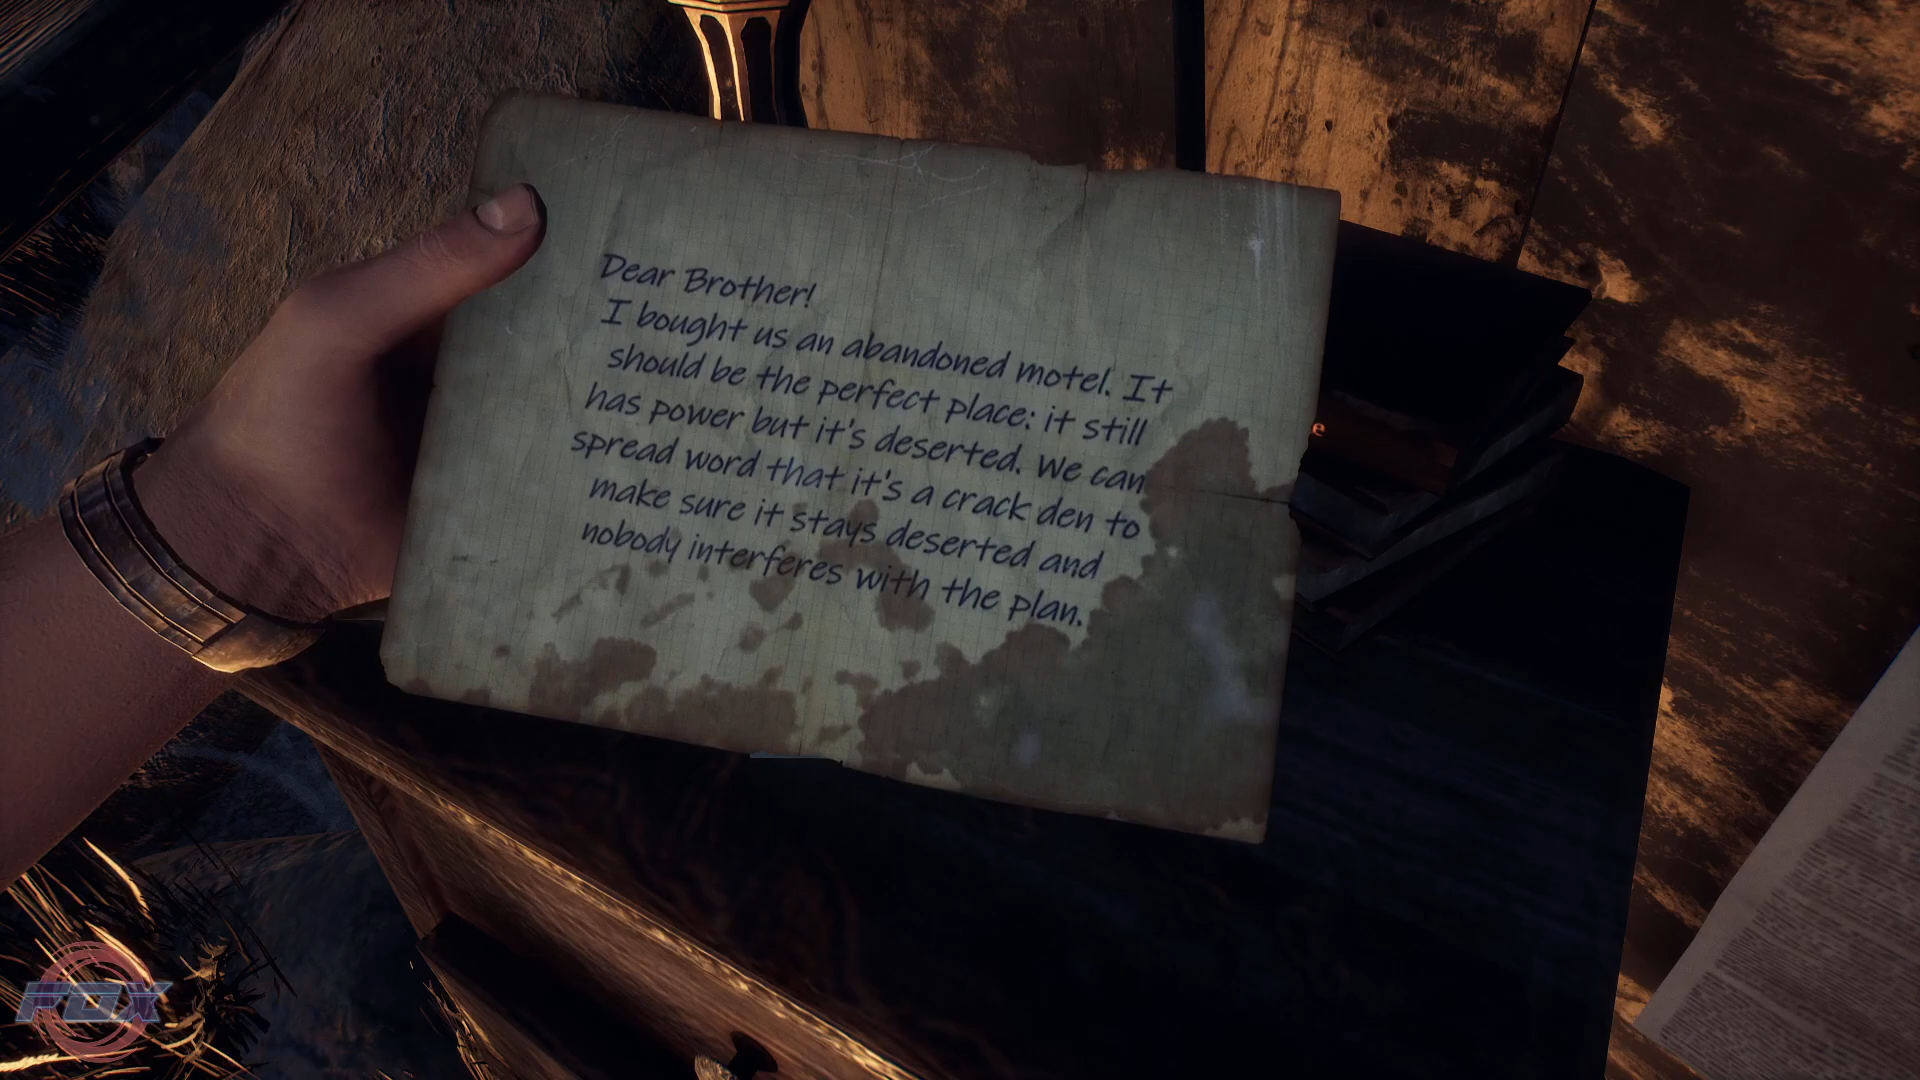 Dear Brother!
I bought us an abandoned motel. It
should be the perfect place: it still
has power but it's deserted. We can
spread word that it's a crack den to
make sure it stays deserted and
nobody interferes with the plan.
e
FOX